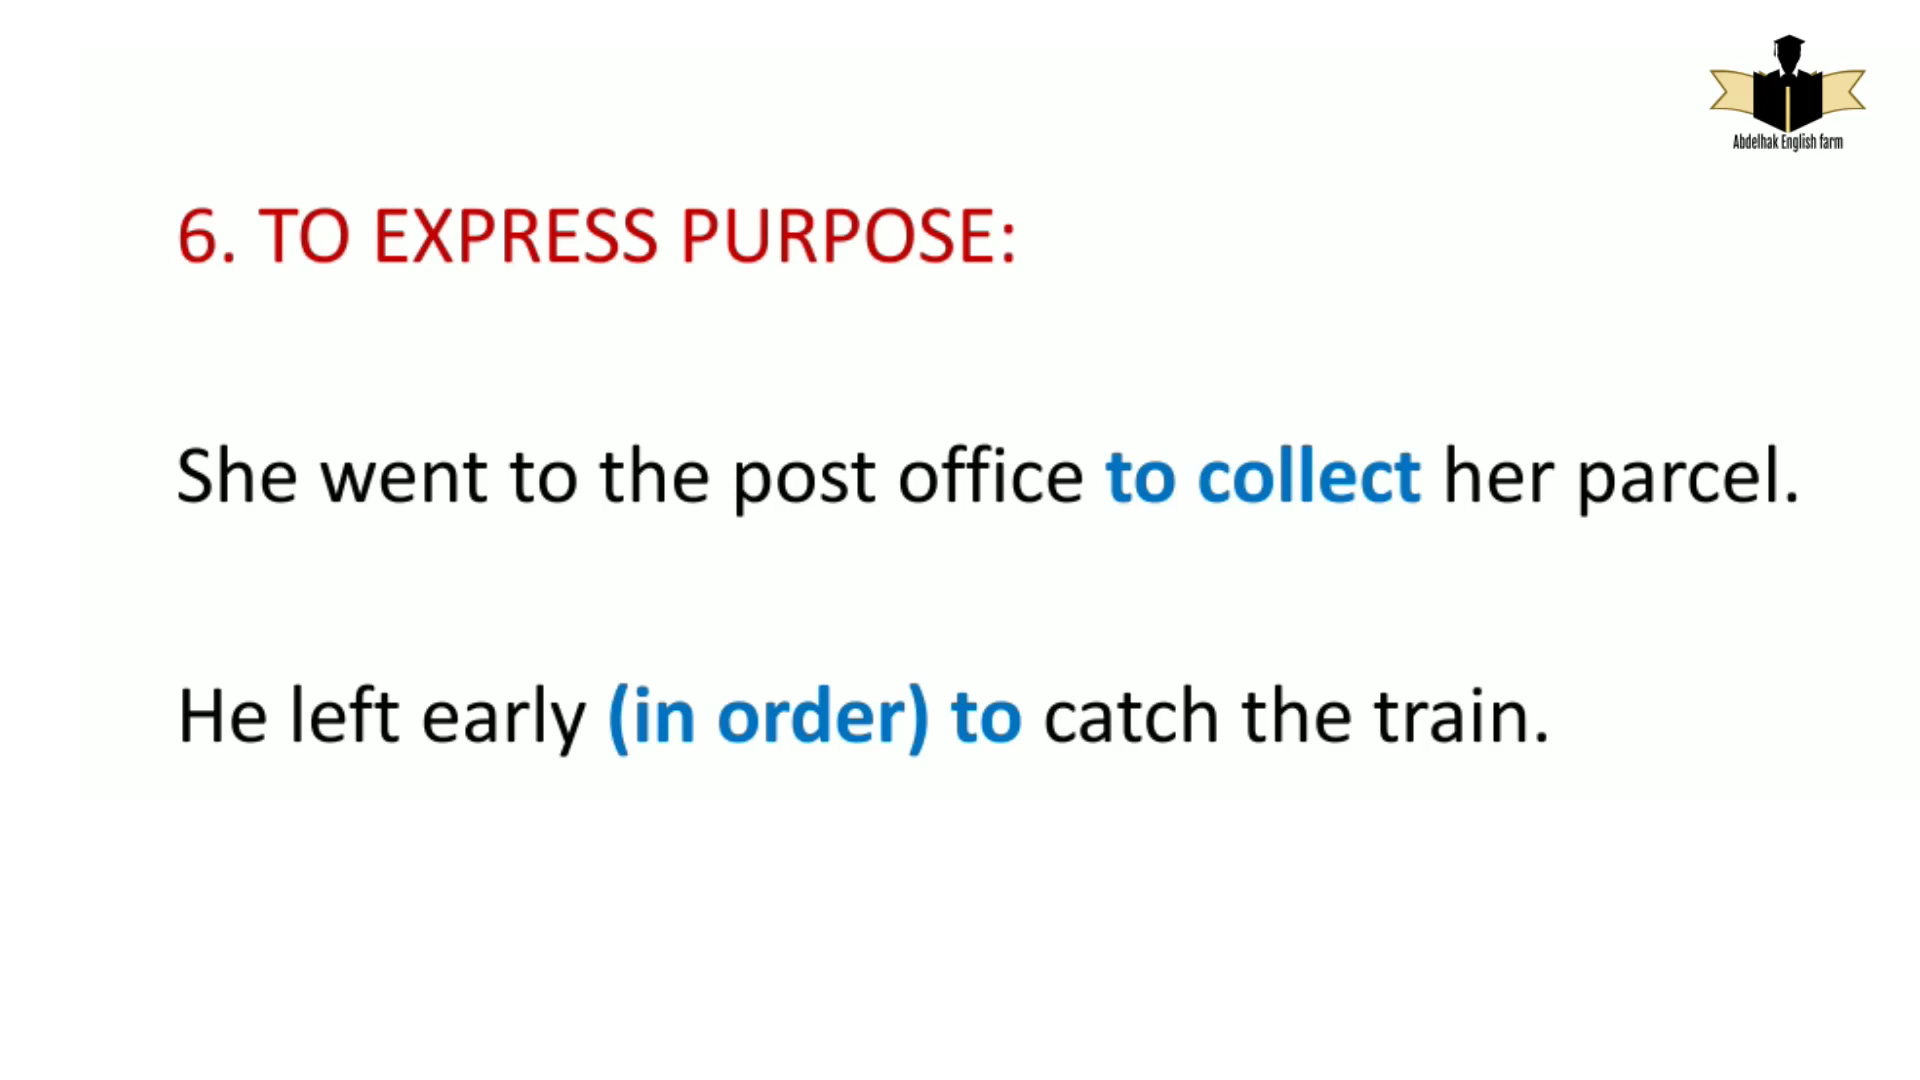 Abdelhak English farm
6. TO EXPRESS PURPOSE:
She went to the post office to collect her parcel.
He left early (in order) to catch the train.